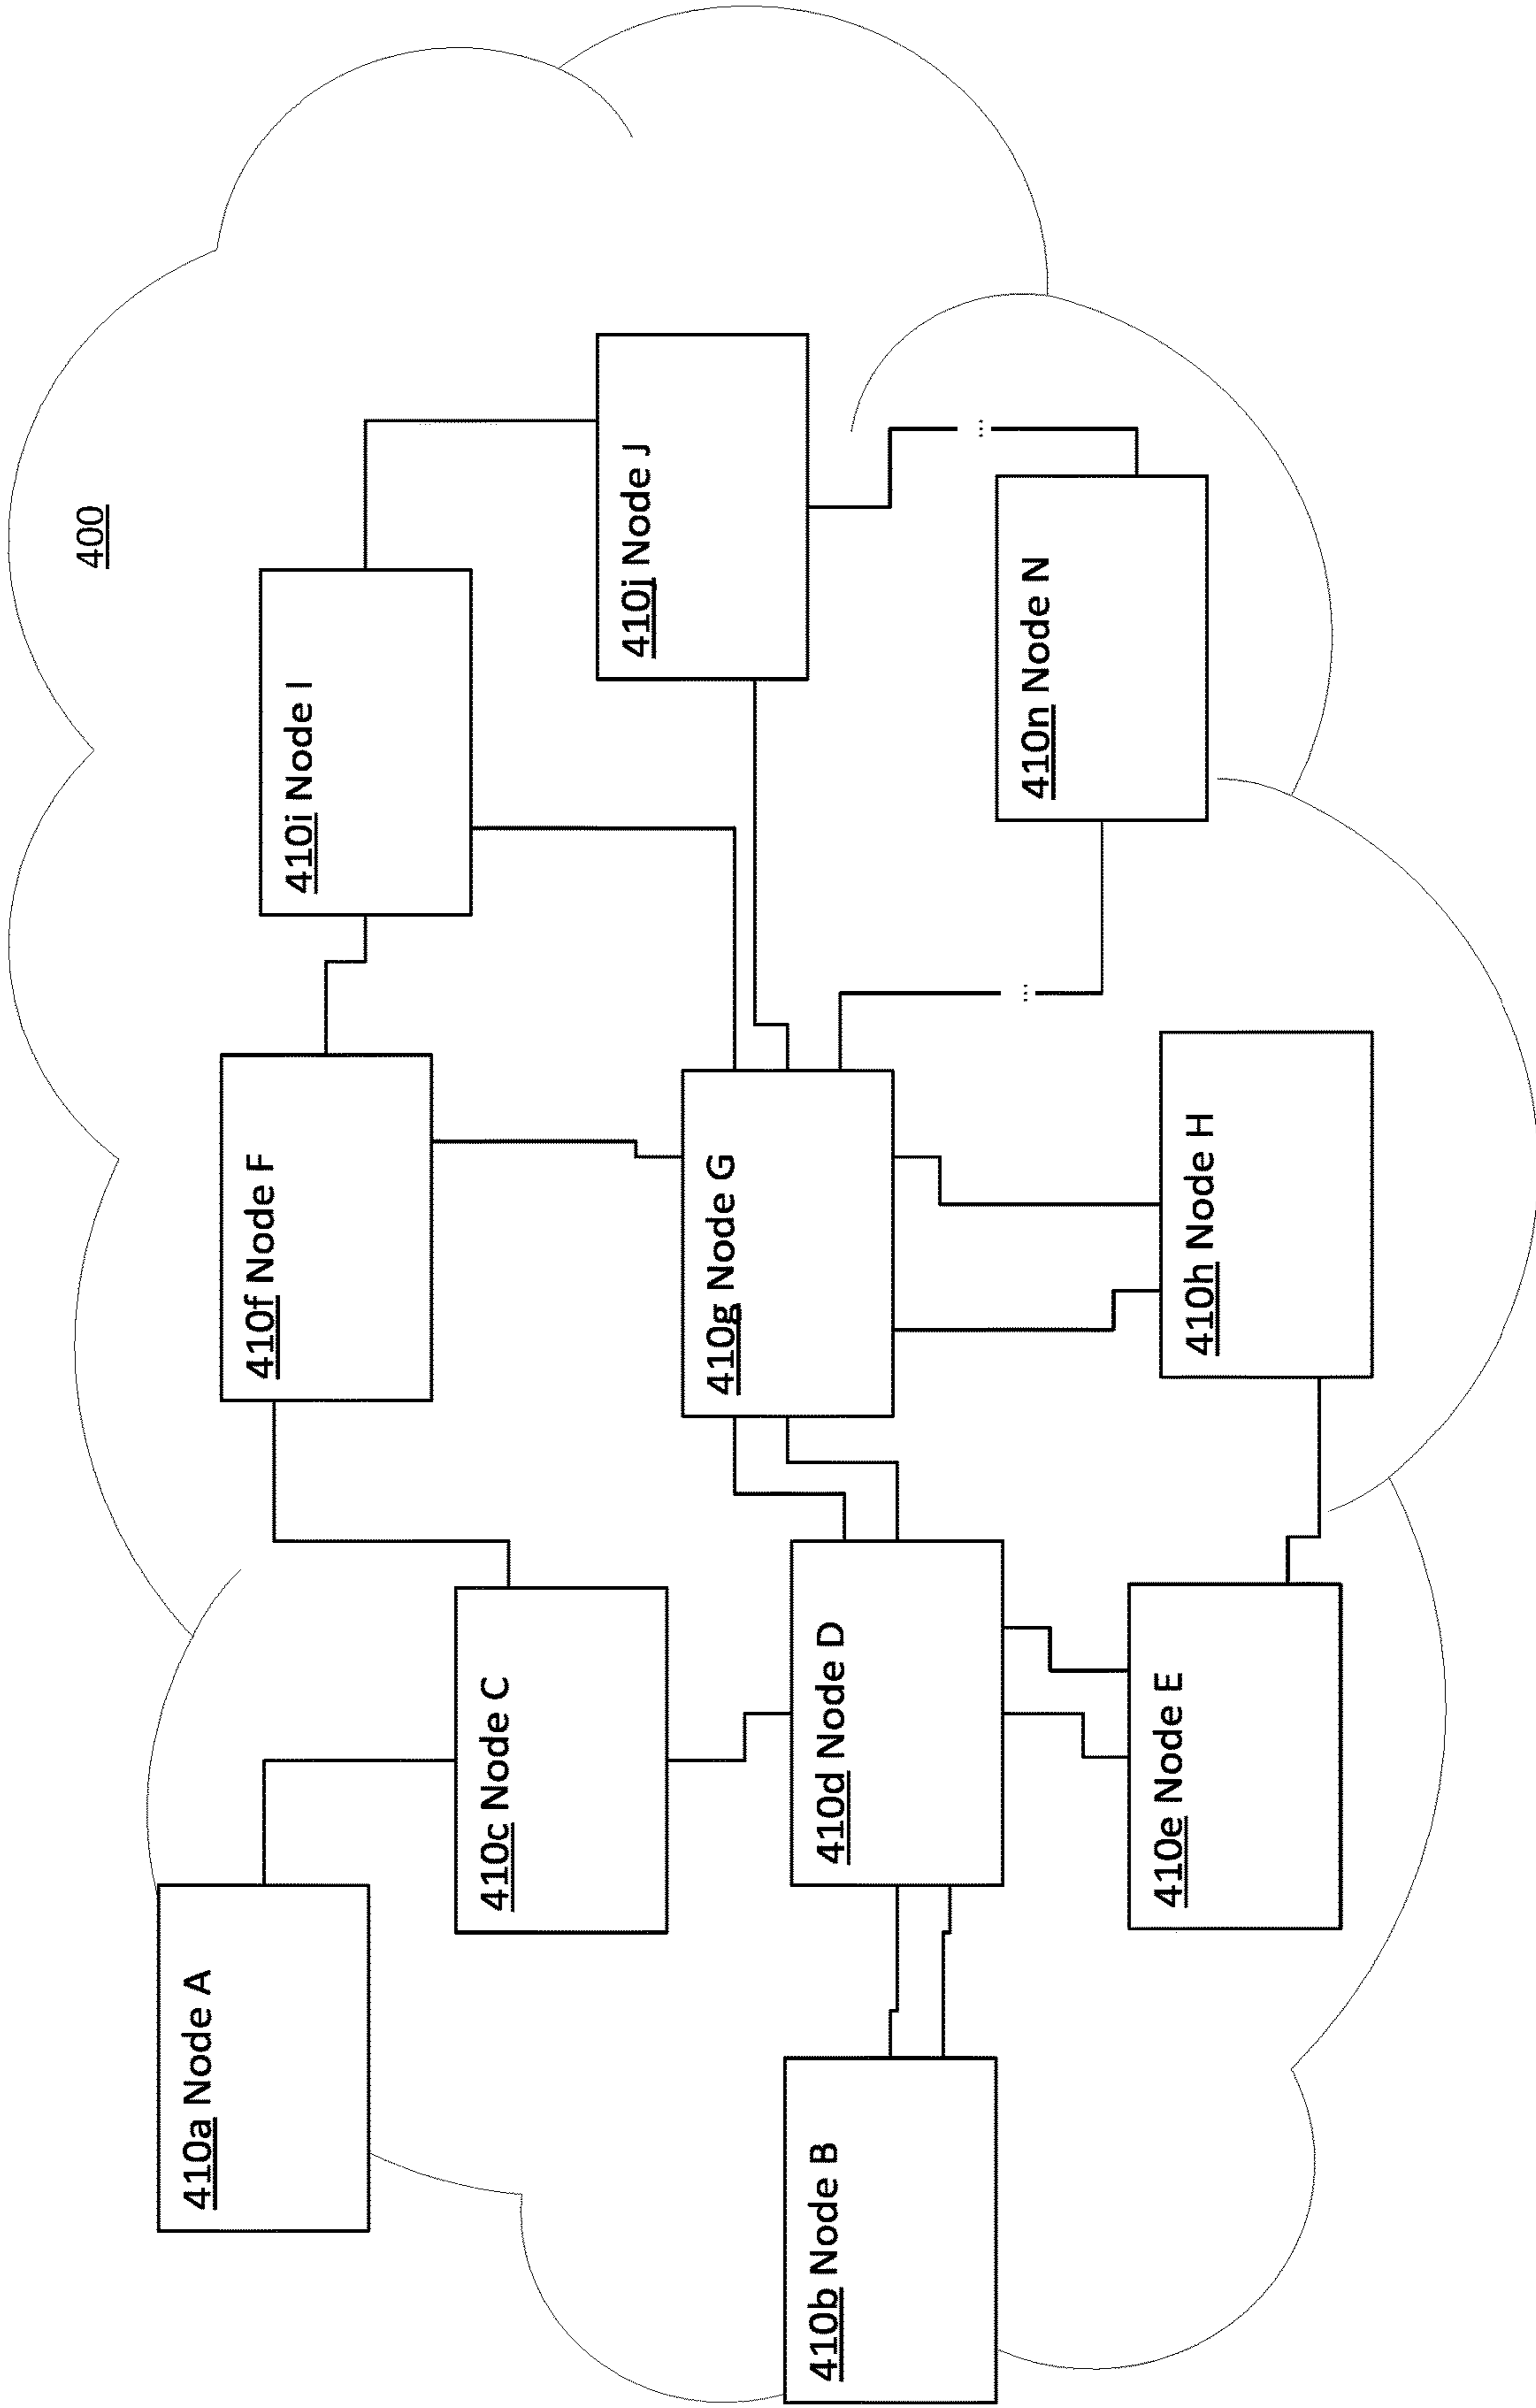 400
410a Node A
410f Node F
410i Node I
410c Node C
410j Node J
410g Node G
410d Node D
410b Node B
410n Node N
...
...
410h Node H
410e Node E